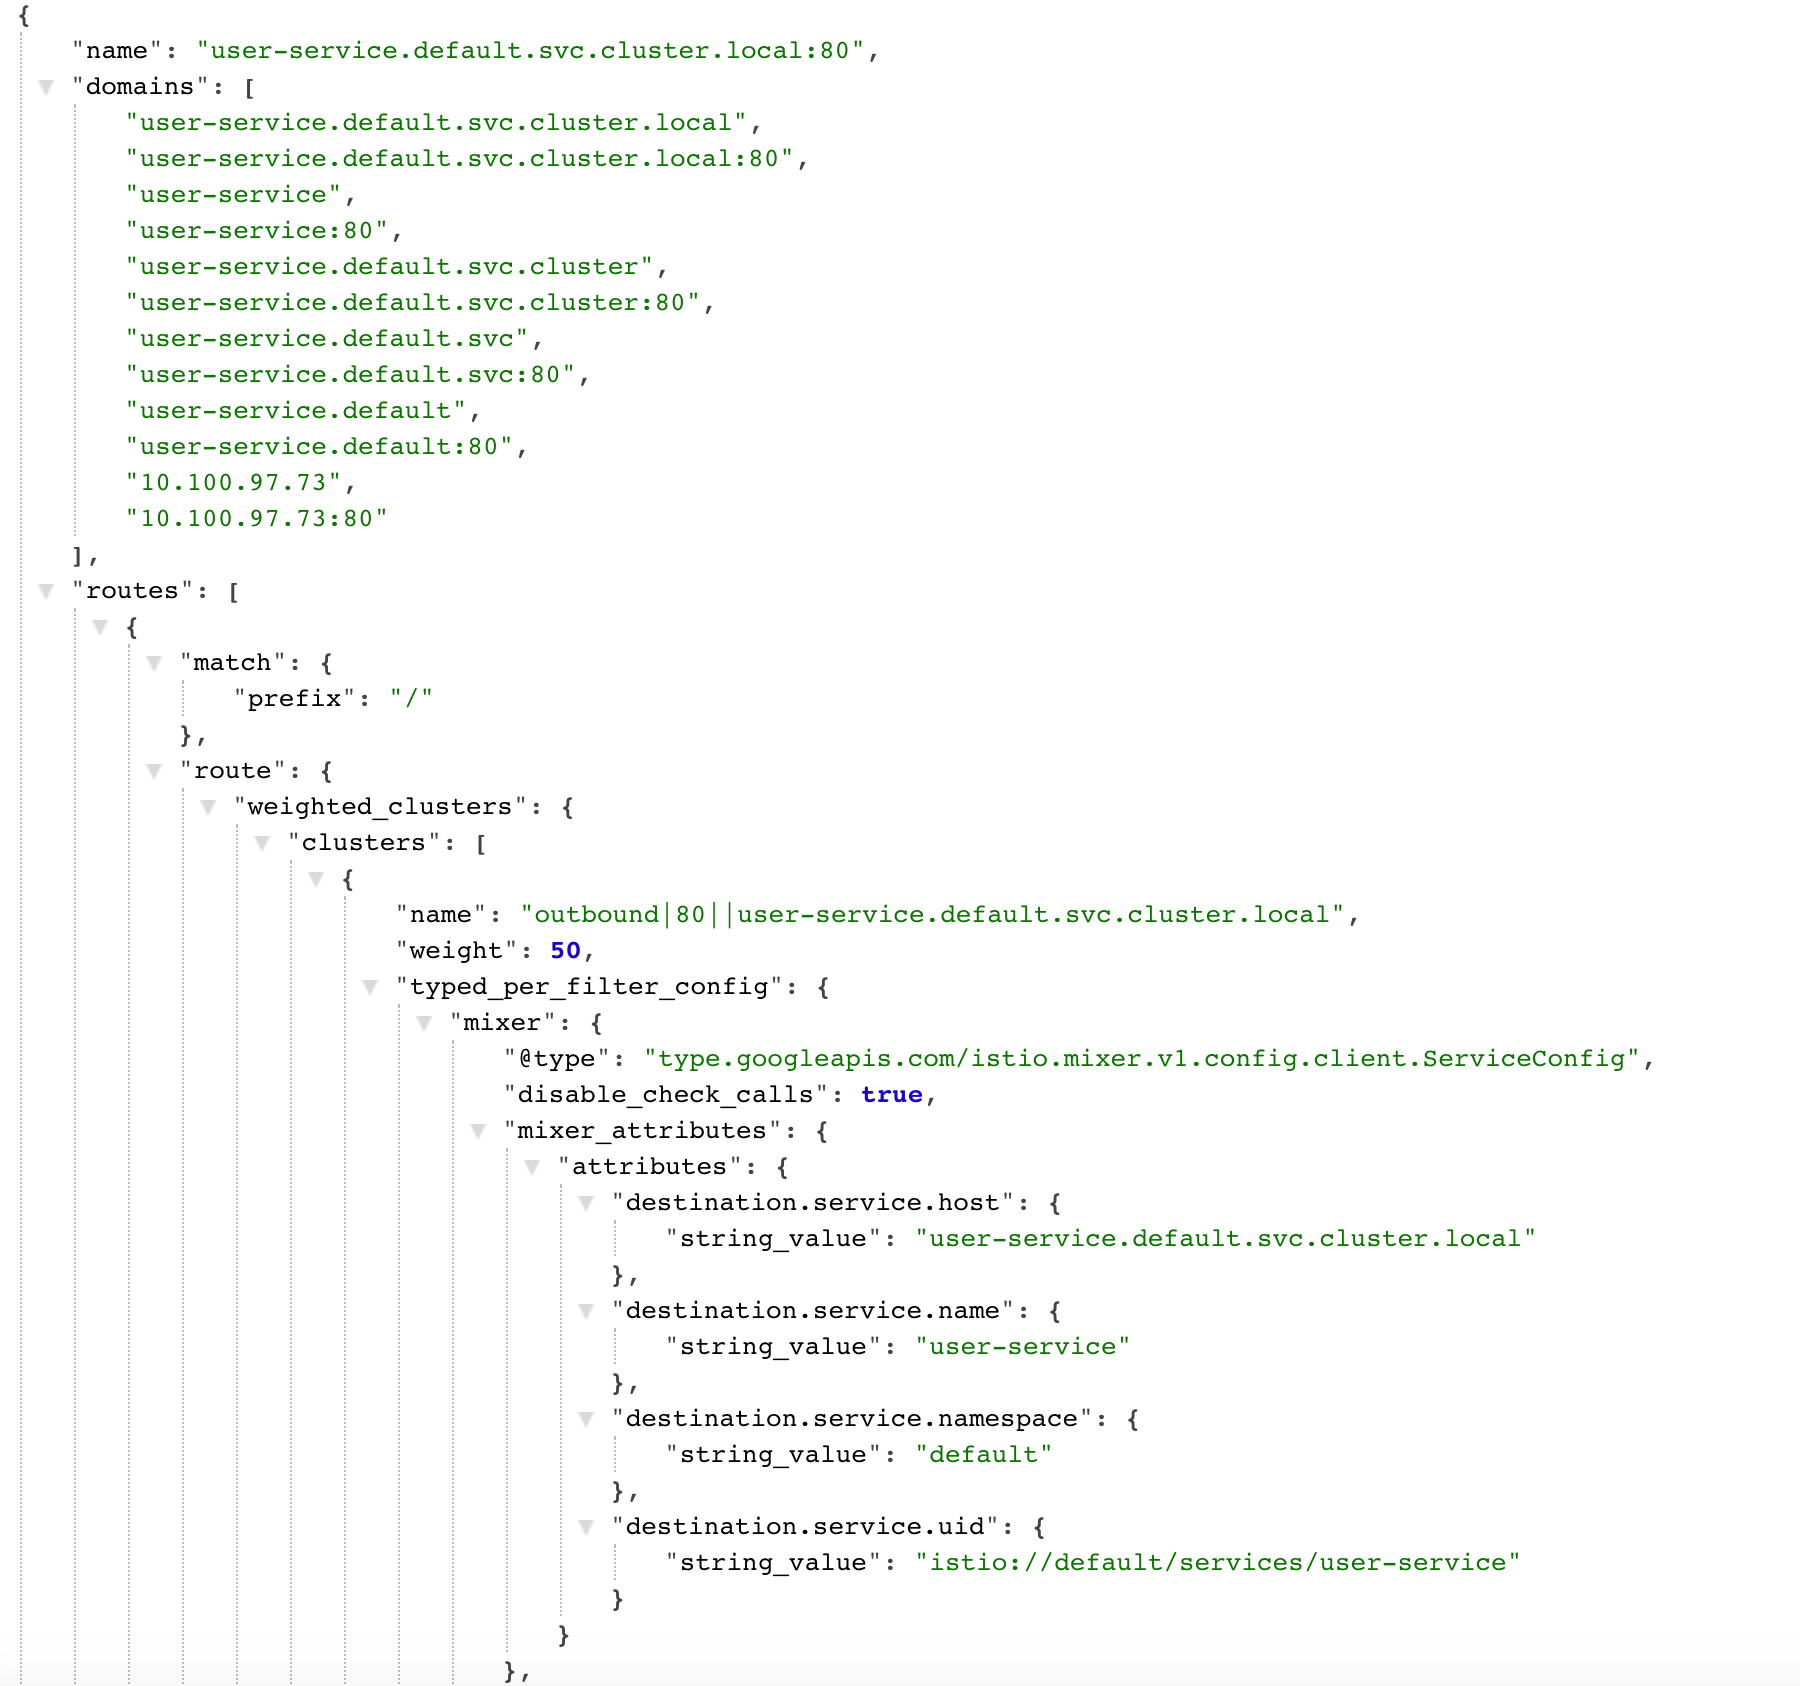 {
"name": "user-service.default.svc.cluster.local:80",
"domains": [
"user-service.default.svc.cluster.local",
"user-service.default.svc.cluster.local:80",
"user-service",
"user-service:80",
"user-service.default.svc.cluster",
"user-service.default.svc.cluster:80",
"user-service.default.svc",
"user-service.default.svc:80",
"user-service.default",
"user-service.default:80",
"10.100.97.73",
"10.100.97.73:80"
],
"routes": [
{
"match": {
"prefix": "/"
},
"route": {
"weighted_clusters": {
"clusters": [
{
"name": "outbound|80||user-service.default.svc.cluster.local",
"weight": 50,
"typed_per_filter_config": {
"mixer": {
"@type": "type.googleapis.com/istio.mixer.v1.config.client.ServiceConfig",
"disable_check_calls": true,
"mixer_attributes": {
"attributes": {
"destination.service.host": {
"string_value": "user-service.default.svc.cluster.local"
},
"destination.service.name": {
"string_value": "user-service"
},
"destination.service.namespace": {
"string_value": "default"
},
"destination.service.uid": {
"string_value": "istio://default/services/user-service"
}
}
},